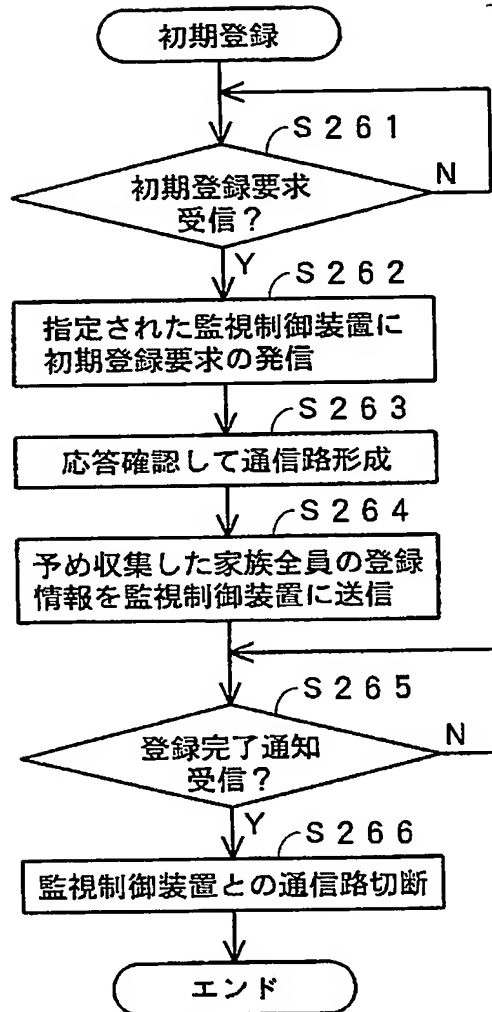 初期登録
S261
初期登録要求
受信？
N
Y
S262
指定された監視制御装置に
初期登録要求の発信
S263
応答確認して通信路形成
S264
予め収集した家族全員の登録
情報を監視制御装置に送信
S265
登録完了通知
受信？
N
Y
S266
監視制御装置との通信路切断
エンド